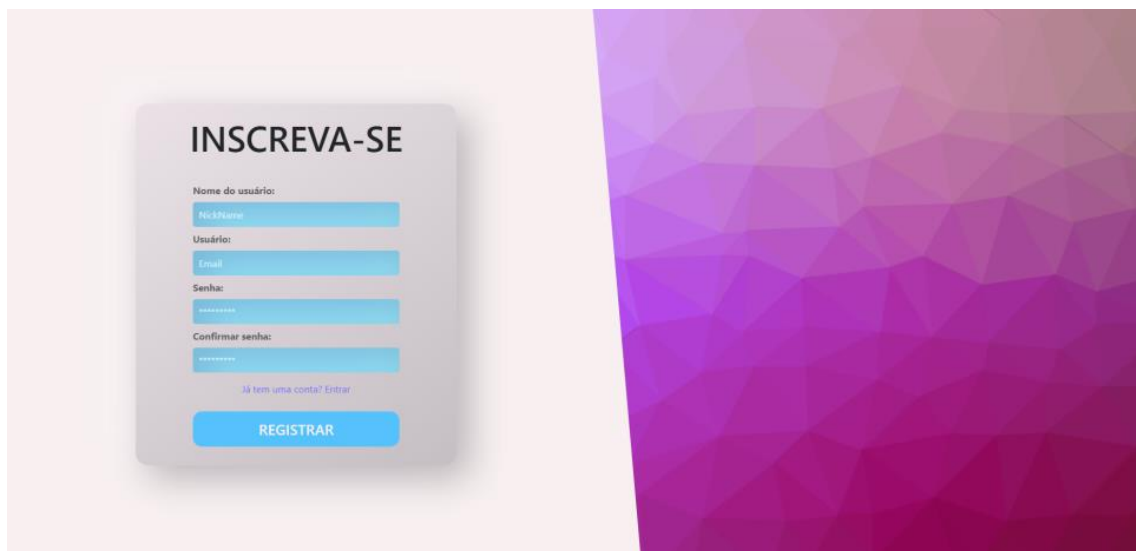 INSCREVA-SE
Nome do usuário:
NickName
Usuário:
Email
Senha:
*********
Confirmar senha:
*********
Já tem uma conta? Entrar
REGISTRAR